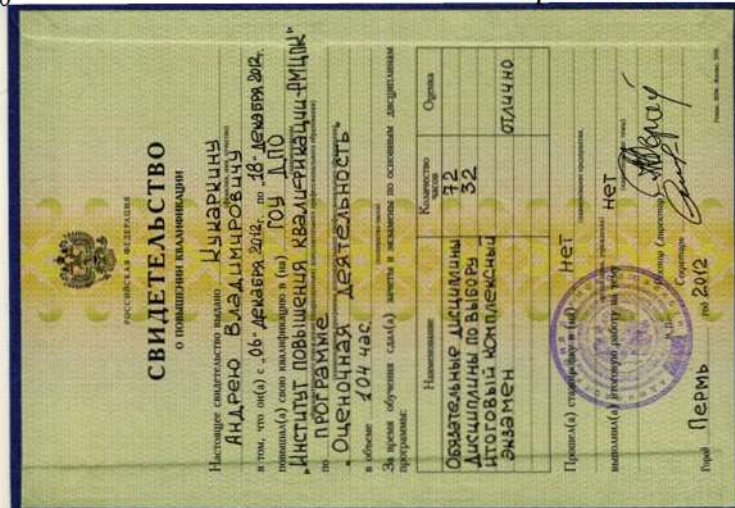 РОССИЙСКАЯ ФЕДЕРАЦИЯ
СВИДЕТЕЛЬСТВО
О ПОВЫШЕНИИ КВАЛИФИКАЦИИ
Настоящее свидетельство выдано Кукаркину
Андрею Владимировичу
в том, что он(а) с „06" декабря 2012 г. по „18" декабря 2012 г.
повышал(а) свою квалификацию в (на) ГОУ ДПО
„Институт повышения квалификации-РМЦПК"
по программе
„Оценочная деятельность"
в объеме 104 час.
За время обучения сдал(а) зачеты и экзамены по основным дисциплинам
программы:
Наименование Количество часов Оценка
Обязательные дисциплины 72
Дисциплины по выбору 32
Итоговый комплексный
экзамен отлично
Прошел(а) стажировку в (на) нет
выполнил(а) итоговую работу на тему нет
М.П.
Ректор (директор)
Секретарь
Город Пермь год 2012